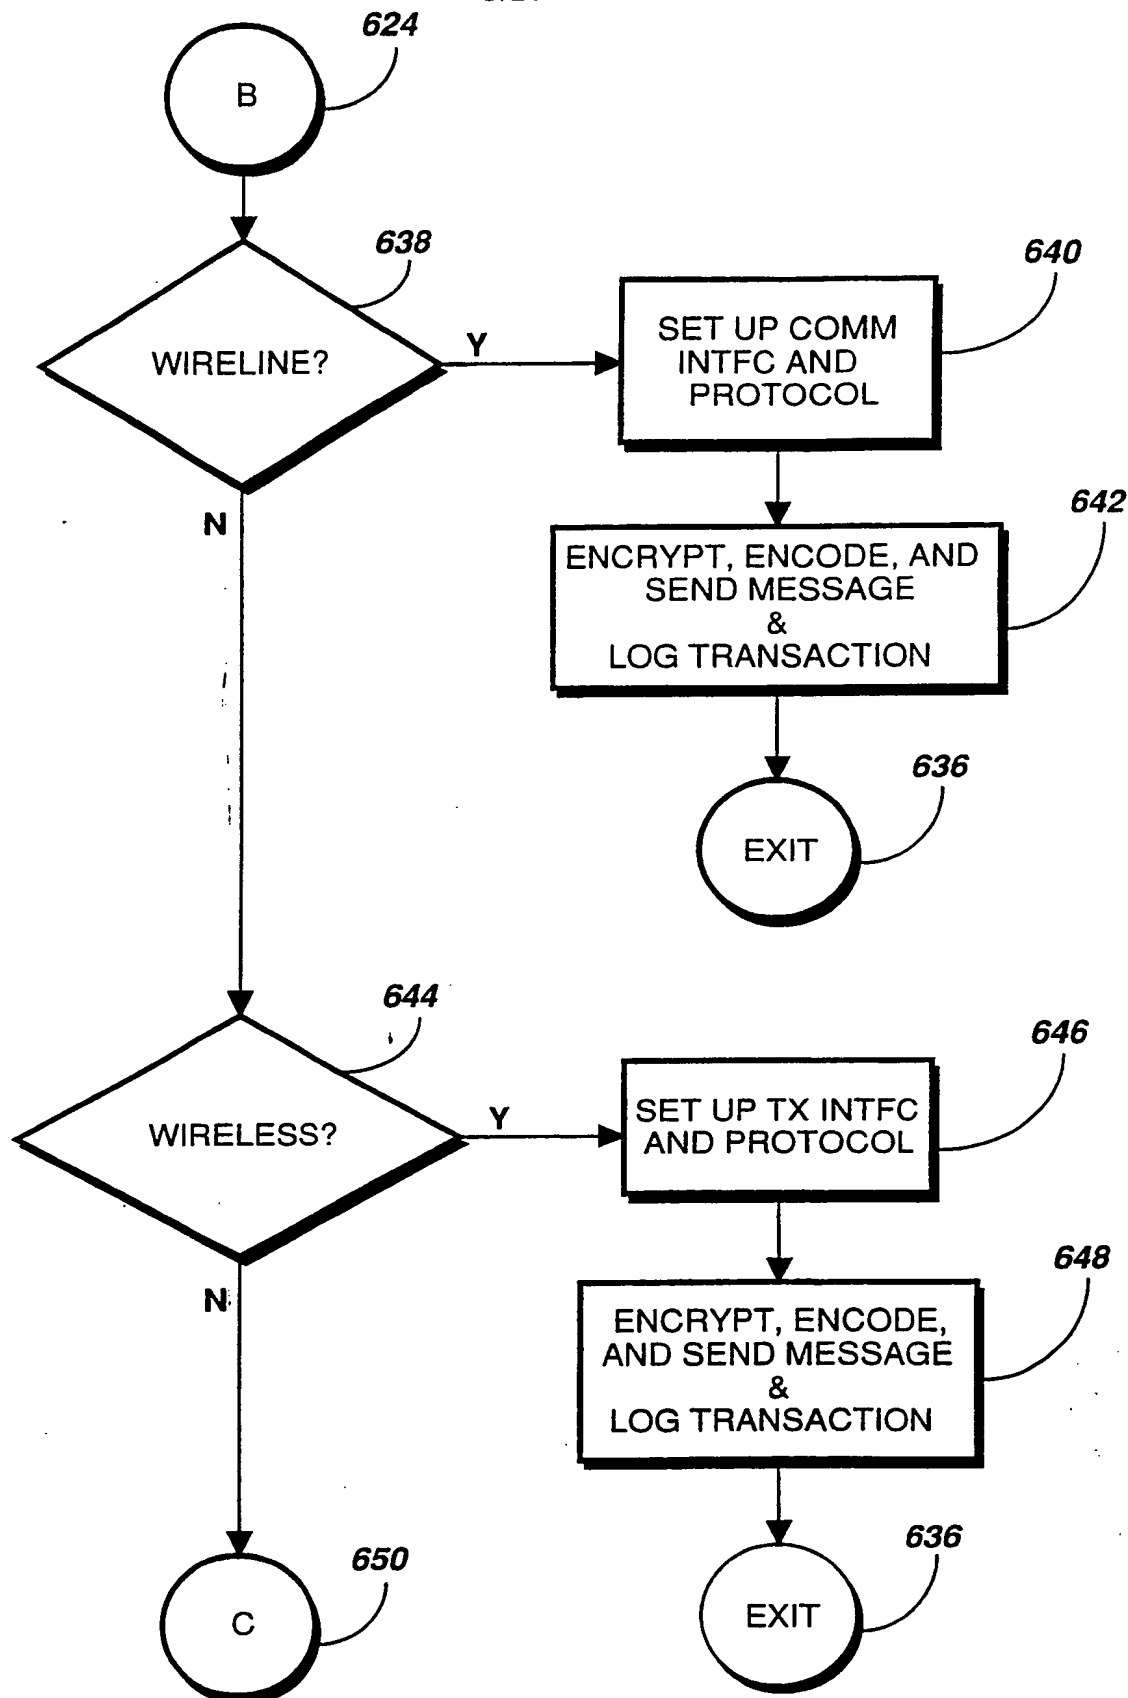 624
B
638
WIRELINE?
Y
N
640
SET UP COMM
INTFC AND
PROTOCOL
642
ENCRYPT, ENCODE, AND
SEND MESSAGE
&
LOG TRANSACTION
636
EXIT
644
WIRELESS?
Y
N
646
SET UP TX INTFC
AND PROTOCOL
648
ENCRYPT, ENCODE,
AND SEND MESSAGE
&
LOG TRANSACTION
636
EXIT
650
C